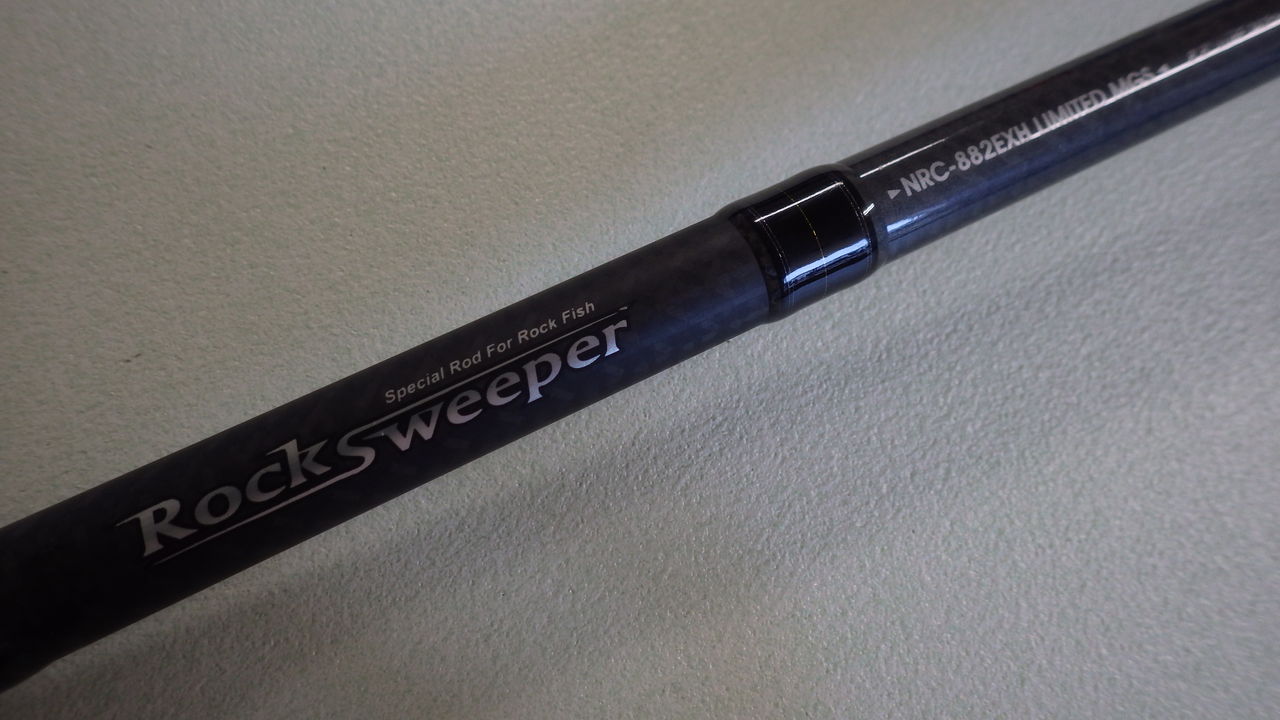 Special Rod For Rock Fish
RockSweeper
►NRC-882EXH LIMITED MGS◄